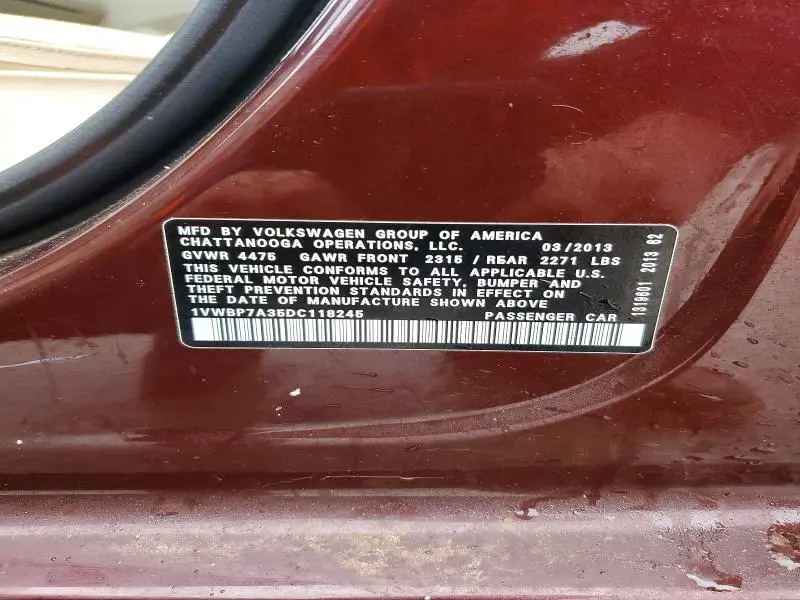 MFD BY VOLKSWAGEN GROUP OF AMERICA
CHATTANOOGA OPERATIONS, LLC. 03/2013
GVWR 4475 GAWR FRONT 2315 / REAR 2271 LBS
THIS VEHICLE CONFORMS TO ALL APPLICABLE U.S.
FEDERAL MOTOR VEHICLE SAFETY, BUMPER AND
THEFT PREVENTION STANDARDS IN EFFECT ON
THE DATE OF MANUFACTURE SHOWN ABOVE
1VWBP7A35DC118245 PASSENGER CAR
1319601 2013 62